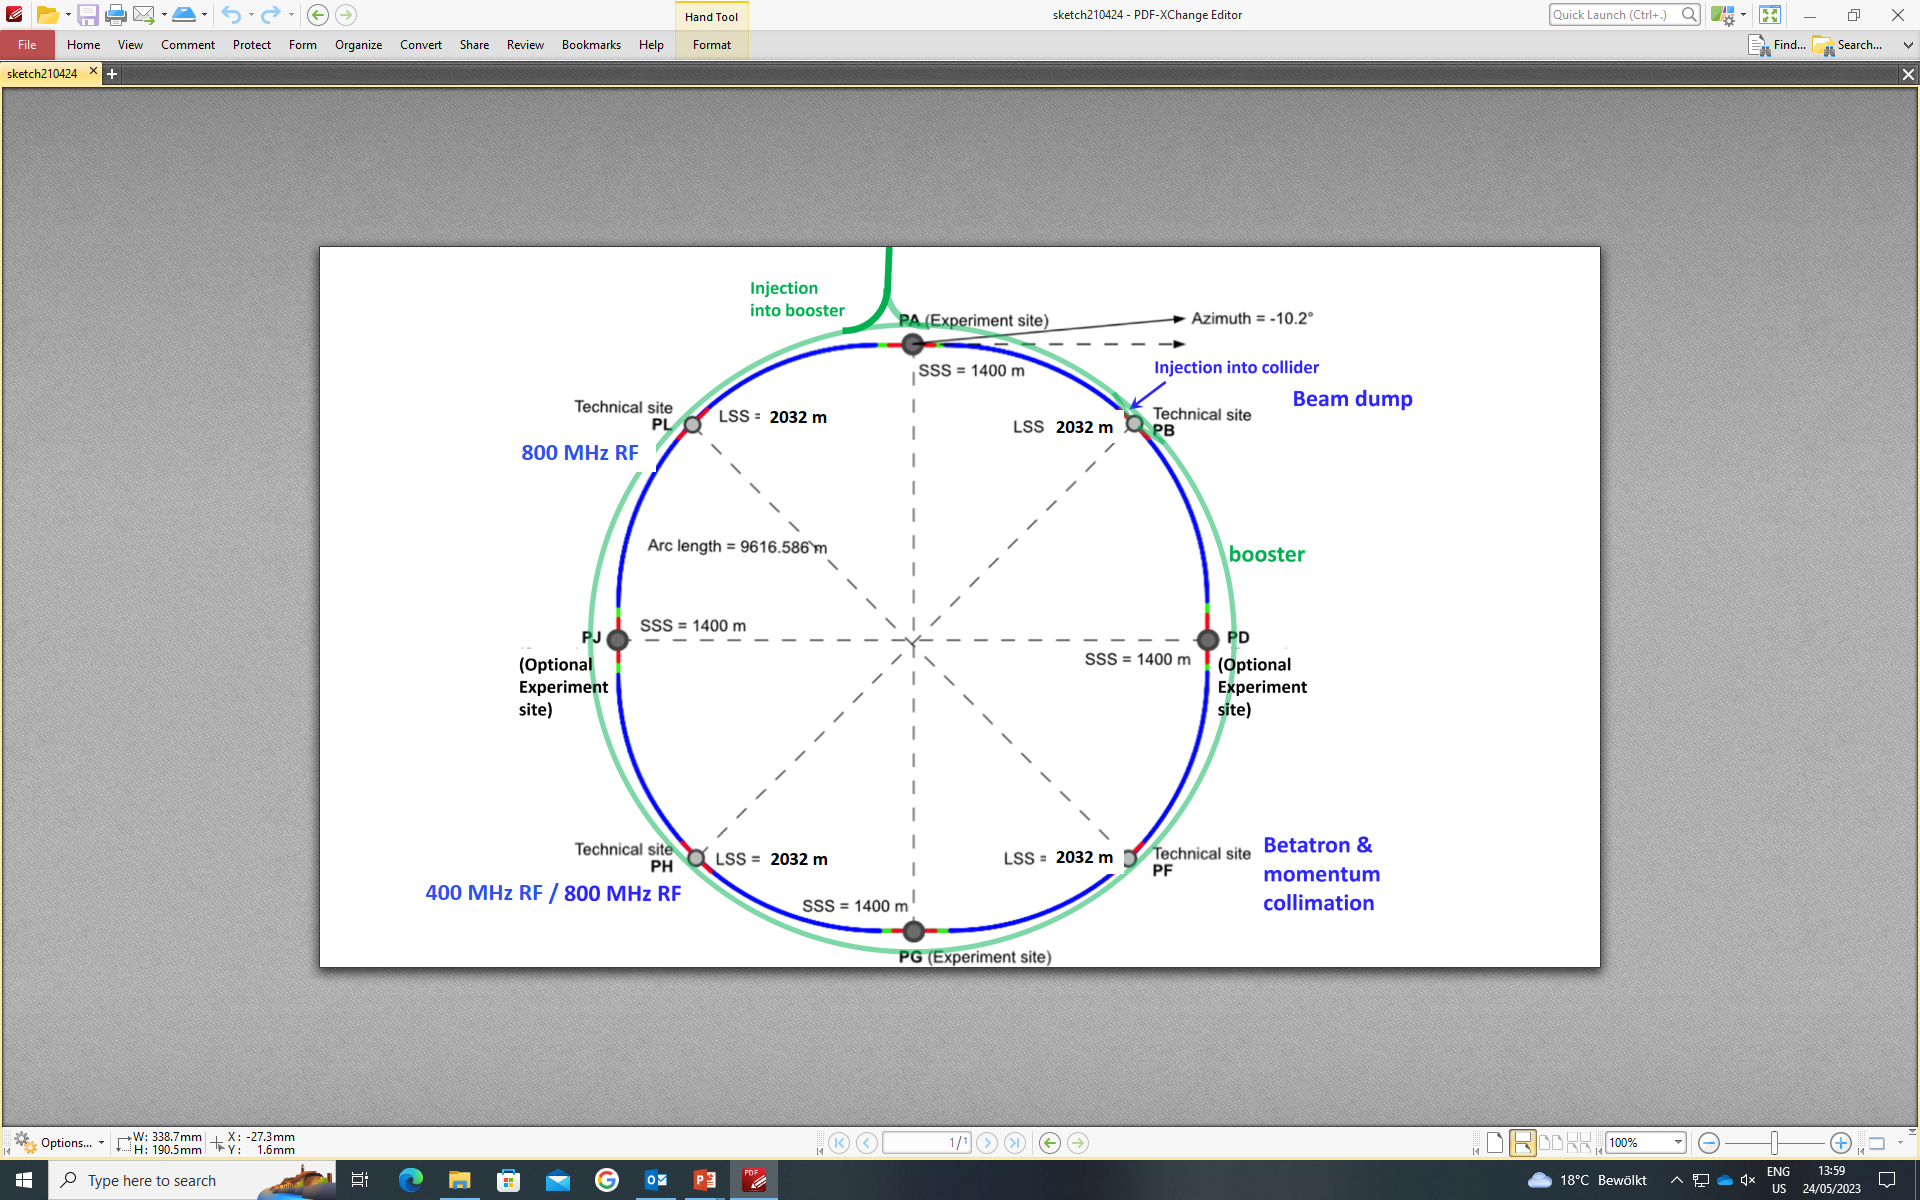 Hand Tool
sketch210424 - PDF-XChange Editor
Quick Launch (Ctrl+.)
File
Home
View
Comment
Protect
Form
Organize
Convert
Share
Review
Bookmarks
Help
Format
Find...
Search...
sketch210424
Injection
into booster
PA (Experiment site)
Azimuth = -10.2°
SSS = 1400 m
Injection into collider
Beam dump
Technical site
PL
LSS = 2032 m
LSS 2032 m
Technical site
PB
800 MHz RF
Arc length = 9616.586 m
booster
PJ
SSS = 1400 m
(Optional
Experiment
site)
PD
SSS = 1400 m
(Optional
Experiment
site)
Technical site
PH
LSS = 2032 m
LSS = 2032 m
Technical site
PF
Betatron &
momentum
collimation
400 MHz RF / 800 MHz RF
SSS = 1400 m
PG (Experiment site)
Options...
W: 338.7mm
H: 190.5mm
X: -27.3mm
Y: 1.6mm
1 / 1
100%
Type here to search
PDF
18°C Bewölkt
ENG
US
13:59
24/05/2023